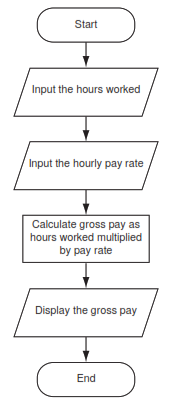 Start
Input the hours worked
Input the hourly pay rate
Calculate gross pay as
hours worked multiplied
by pay rate
Display the gross pay
End